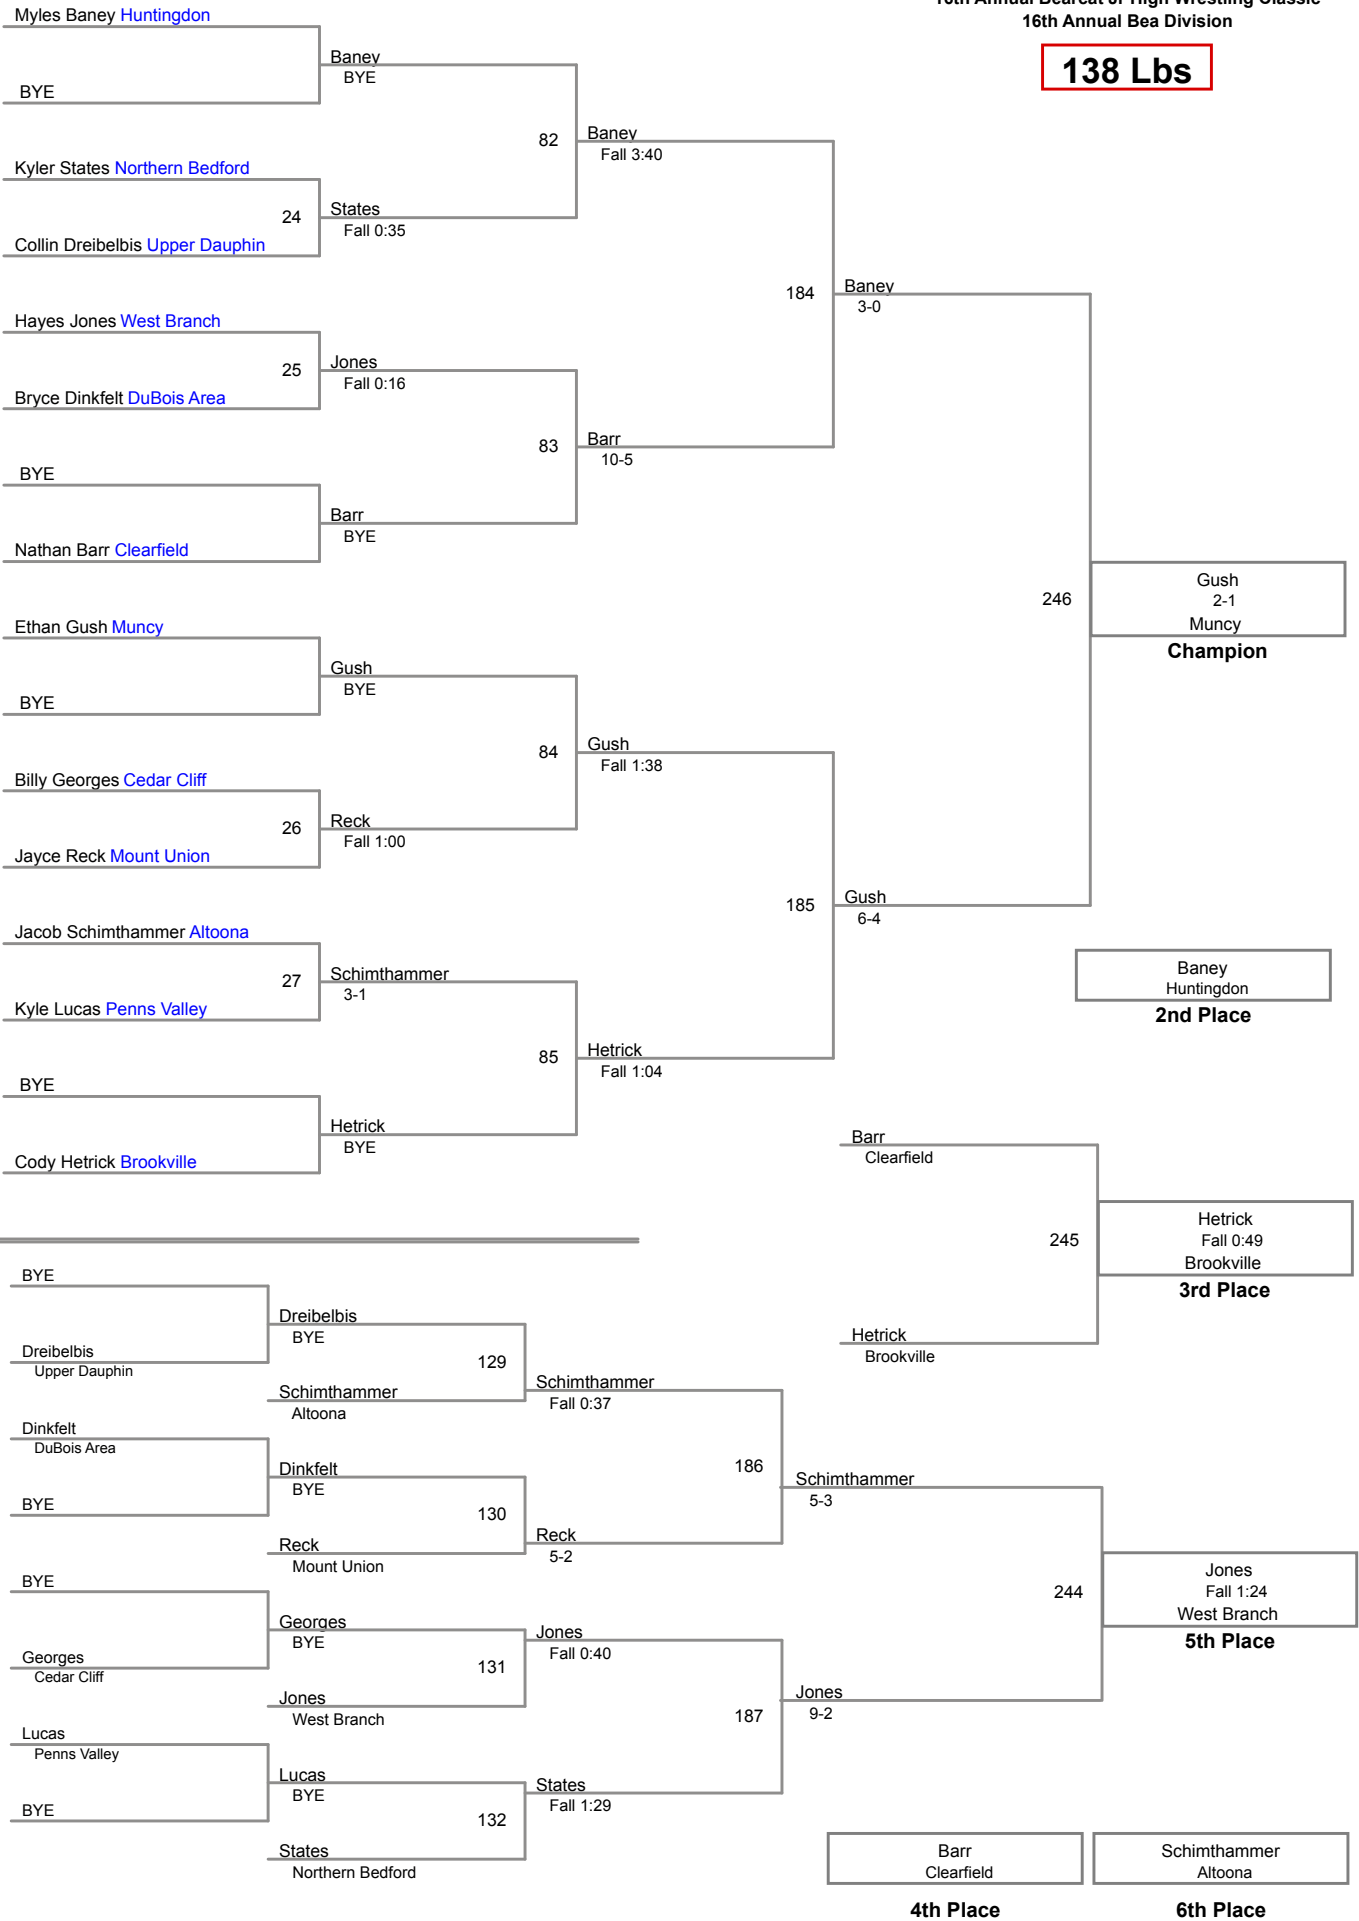 16th Annual Bearcat Jr High Wrestling Classic
16th Annual Bea Division
138 Lbs
Myles Baney Huntingdon
BYE
Kyler States Northern Bedford
24
Collin Dreibelbis Upper Dauphin
Hayes Jones West Branch
25
Bryce Dinkfelt DuBois Area
BYE
Nathan Barr Clearfield
Ethan Gush Muncy
BYE
Billy Georges Cedar Cliff
26
Jayce Reck Mount Union
Jacob Schimthammer Altoona
27
Kyle Lucas Penns Valley
BYE
Cody Hetrick Brookville
Baney
BYE
82
States
Fall 0:35
Jones
Fall 0:16
83
Barr
BYE
Gush
BYE
84
Reck
Fall 1:00
Schimthammer
3-1
85
Hetrick
BYE
Baney
Fall 3:40
184
Barr
10-5
Gush
Fall 1:38
185
Hetrick
Fall 1:04
Baney
3-0
246
Gush
6-4
Gush
2-1
Muncy
Champion
Baney
Huntingdon
2nd Place
Barr
Clearfield
245
Hetrick
Brookville
Hetrick
Fall 0:49
Brookville
3rd Place
BYE
Dreibelbis
Upper Dauphin
Dinkfelt
DuBois Area
BYE
BYE
Georges
Cedar Cliff
Lucas
Penns Valley
BYE
Dreibelbis
BYE
129
Schimthammer
Altoona
Dinkfelt
BYE
130
Reck
Mount Union
Georges
BYE
131
Jones
West Branch
Lucas
BYE
132
States
Northern Bedford
Schimthammer
Fall 0:37
186
Reck
5-2
Jones
Fall 0:40
187
States
Fall 1:29
Schimthammer
5-3
244
Jones
9-2
Jones
Fall 1:24
West Branch
5th Place
Barr
Clearfield
4th Place
Schimthammer
Altoona
6th Place